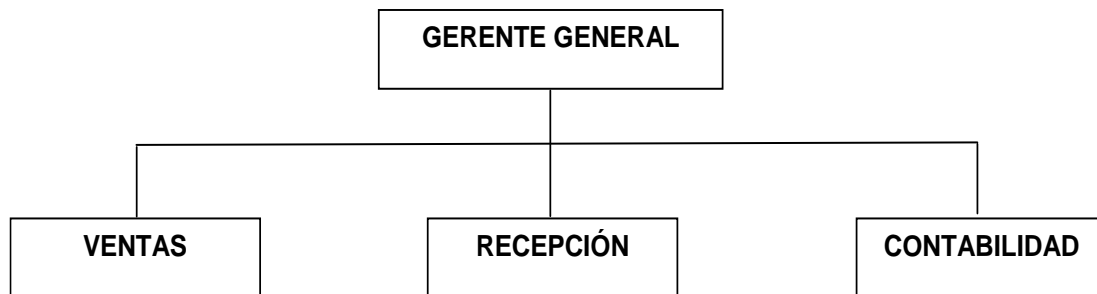 GERENTE GENERAL
VENTAS
RECEPCIÓN
CONTABILIDAD